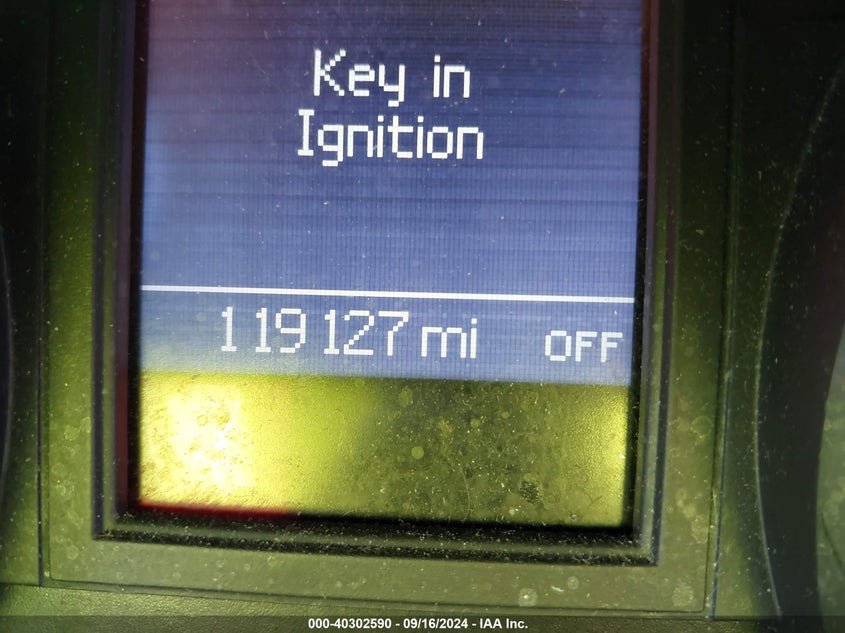 Key in
Ignition
119127 mi OFF
000-40302590 - 09/16/2024 - IAA Inc.